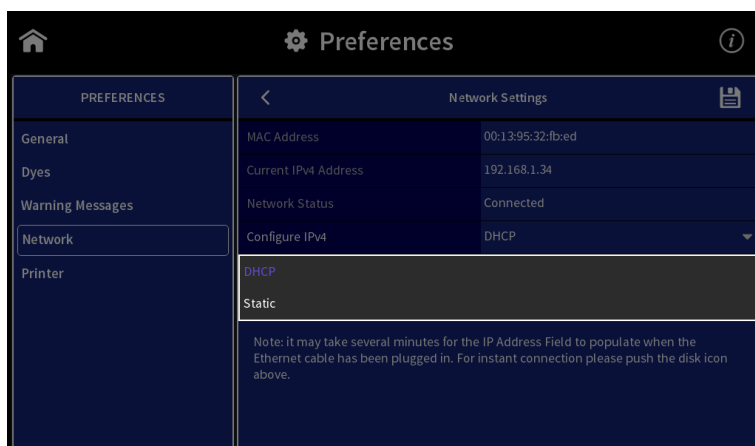 Preferences
PREFERENCES
General
Dyes
Warning Messages
Network
Printer
Network Settings
MAC Address 00:13:95:32:fb:ed
Current IPv4 Address 192.168.1.34
Network Status Connected
Configure IPv4 DHCP
DHCP
Static
Note: it may take several minutes for the IP Address Field to populate when the
Ethernet cable has been plugged in. For instant connection please push the disk icon
above.